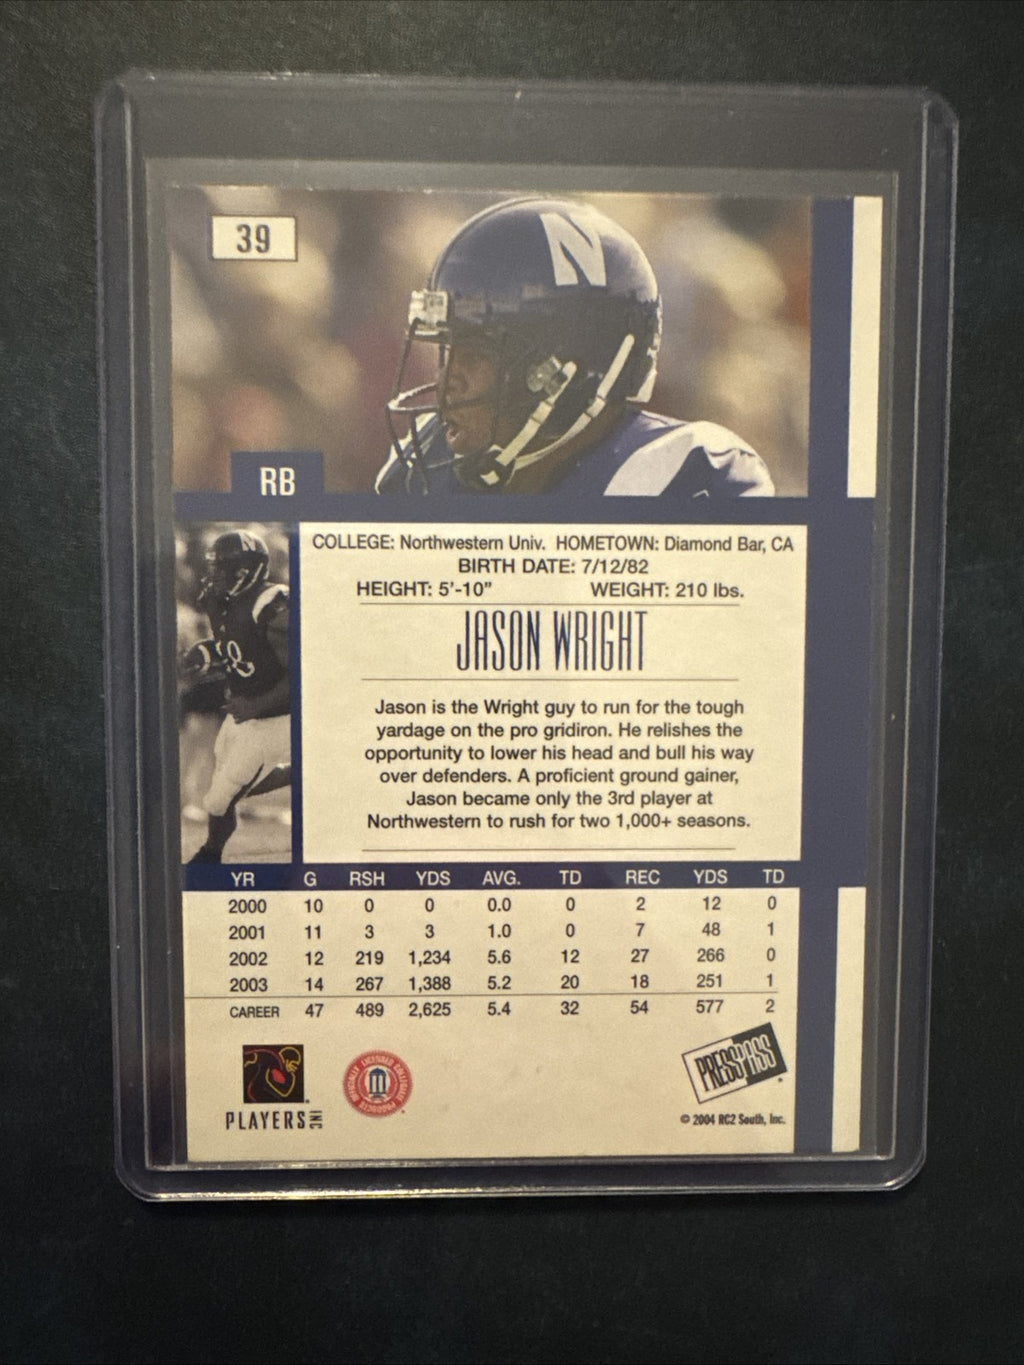 39
N
RB
COLLEGE: Northwestern Univ. HOMETOWN: Diamond Bar, CA
BIRTH DATE: 7/12/82
HEIGHT: 5'-10" WEIGHT: 210 lbs.
JASON WRIGHT
Jason is the Wright guy to run for the tough
yardage on the pro gridiron. He relishes the
opportunity to lower his head and bull his way
over defenders. A proficient ground gainer,
Jason became only the 3rd player at
Northwestern to rush for two 1,000+ seasons.
YR G RSH YDS AVG. TD REC YDS TD
2000 10 0 0 0.0 0 2 12 0
2001 11 3 3 1.0 0 7 48 1
2002 12 219 1,234 5.6 12 27 266 0
2003 14 267 1,388 5.2 20 18 251 1
CAREER 47 489 2,625 5.4 32 54 577 2
PLAYERS INC
OFFICIALLY LICENSED COLLEGIATE PRODUCTS
PRESS PASS
© 2004 RC2 South, Inc.